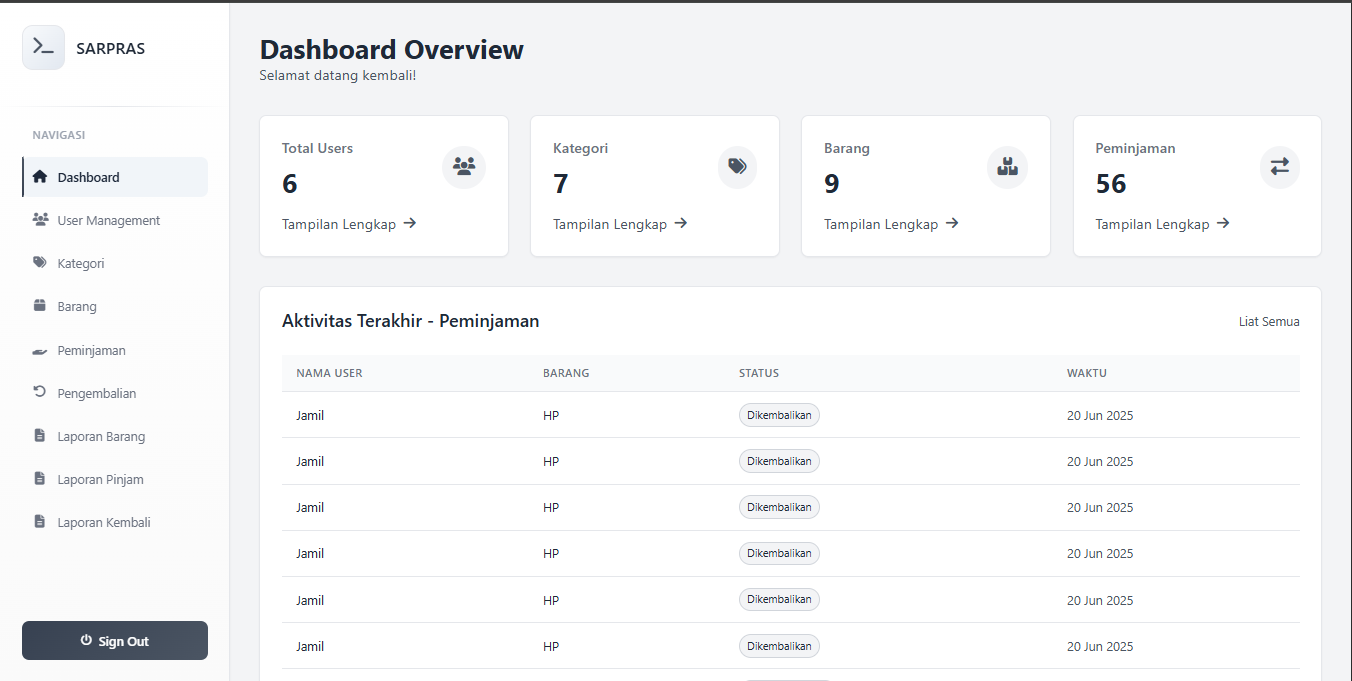 SARPRAS
NAVIGASI
Dashboard
User Management
Kategori
Barang
Peminjaman
Pengembalian
Laporan Barang
Laporan Pinjam
Laporan Kembali
Sign Out
Dashboard Overview
Selamat datang kembali!
Total Users
6
Tampilan Lengkap
Kategori
7
Tampilan Lengkap
Barang
9
Tampilan Lengkap
Peminjaman
56
Tampilan Lengkap
Aktivitas Terakhir - Peminjaman
Liat Semua
NAMA USER BARANG STATUS WAKTU
Jamil HP Dikembalikan 20 Jun 2025
Jamil HP Dikembalikan 20 Jun 2025
Jamil HP Dikembalikan 20 Jun 2025
Jamil HP Dikembalikan 20 Jun 2025
Jamil HP Dikembalikan 20 Jun 2025
Jamil HP Dikembalikan 20 Jun 2025